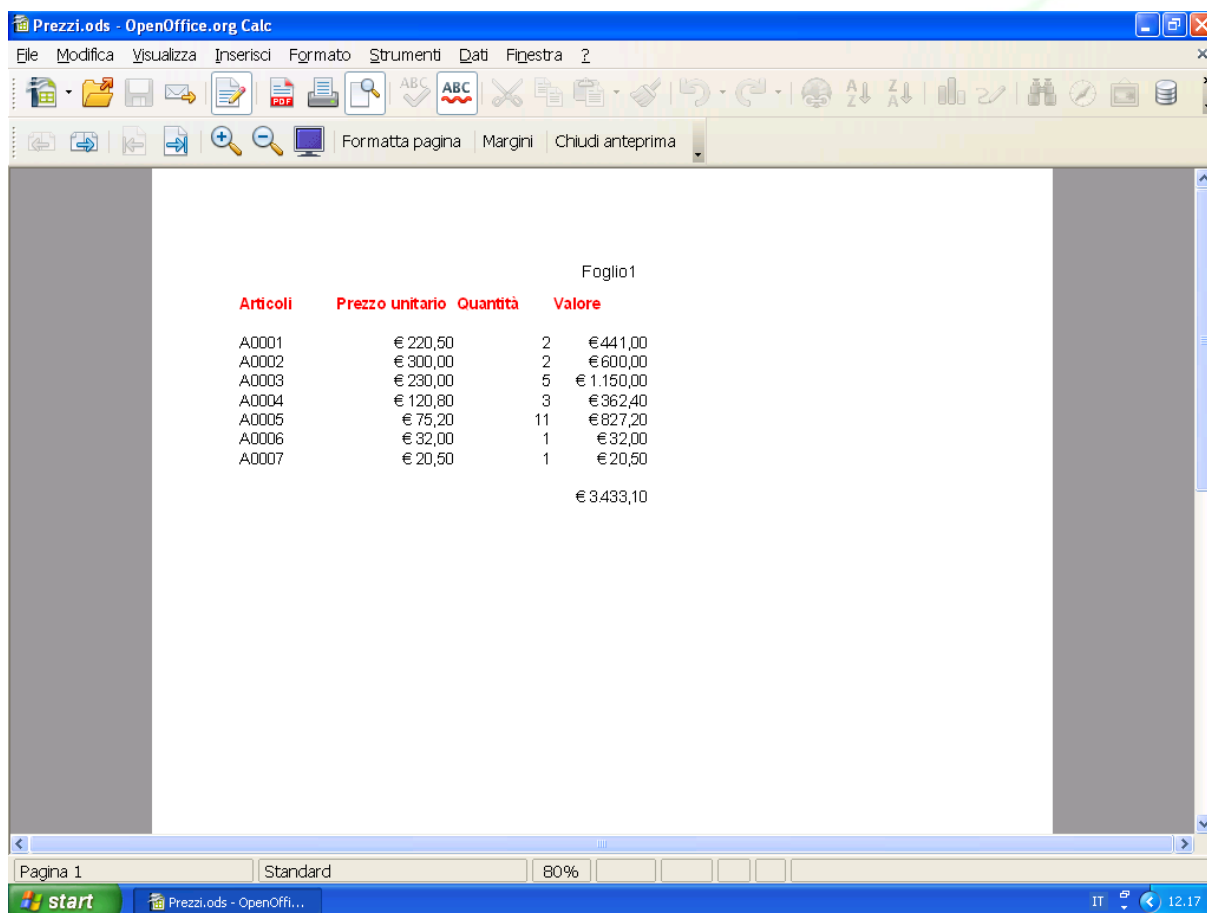 Prezzi.ods - OpenOffice.org Calc
File Modifica Visualizza Inserisci Formato Strumenti Dati Finestra ?
PDF ABC ABC A Z Z A
Formatta pagina Margini Chiudi anteprima
Foglio1
Articoli Prezzo unitario Quantità Valore
A0001 € 220,50 2 € 441,00
A0002 € 300,00 2 € 600,00
A0003 € 230,00 5 € 1.150,00
A0004 € 120,80 3 € 362,40
A0005 € 75,20 11 € 827,20
A0006 € 32,00 1 € 32,00
A0007 € 20,50 1 € 20,50
€ 3.433,10
Pagina 1 Standard 80%
start Prezzi.ods - OpenOffi... IT 12.17